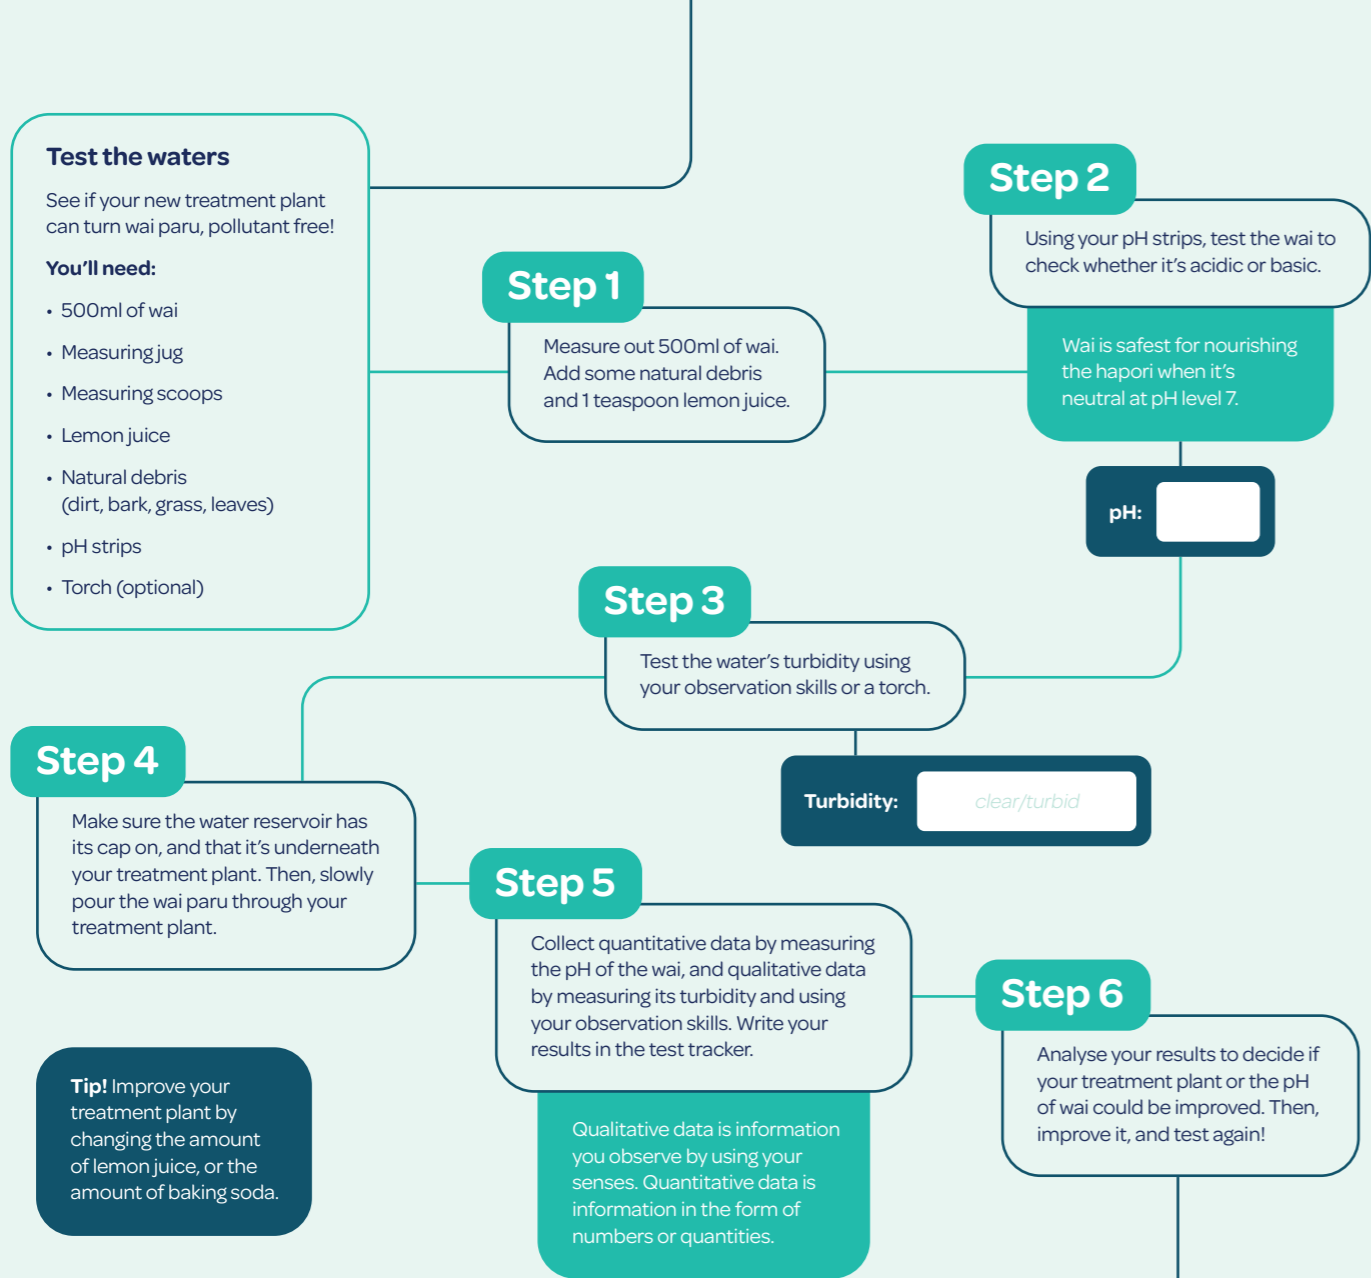 Test the waters
See if your new treatment plant
can turn wai paru, pollutant free!
You'll need:
• 500ml of wai
• Measuring jug
• Measuring scoops
• Lemon juice
• Natural debris
(dirt, bark, grass, leaves)
• pH strips
• Torch (optional)
Step 1
Measure out 500ml of wai.
Add some natural debris
and 1 teaspoon lemon juice.
Step 2
Using your pH strips, test the wai to
check whether it's acidic or basic.
Wai is safest for nourishing
the hapori when it's
neutral at pH level 7.
pH:
Step 3
Test the water's turbidity using
your observation skills or a torch.
Turbidity: clear/turbid
Step 4
Make sure the water reservoir has
its cap on, and that it's underneath
your treatment plant. Then, slowly
pour the wai paru through your
treatment plant.
Step 5
Collect quantitative data by measuring
the pH of the wai, and qualitative data
by measuring its turbidity and using
your observation skills. Write your
results in the test tracker.
Qualitative data is information
you observe by using your
senses. Quantitative data is
information in the form of
numbers or quantities.
Step 6
Analyse your results to decide if
your treatment plant or the pH
of wai could be improved. Then,
improve it, and test again!
Tip! Improve your
treatment plant by
changing the amount
of lemon juice, or the
amount of baking soda.